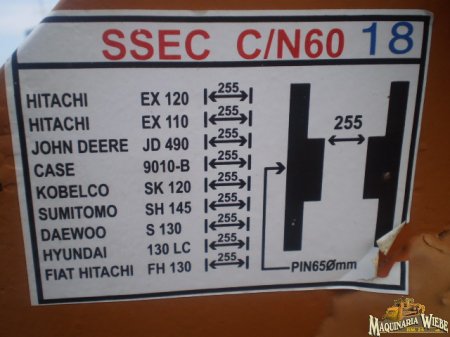 SSEC C/N60 18
HITACHI EX 120 255
HITACHI EX 110 255
JOHN DEERE JD 490 255
CASE 9010-B 255
KOBELCO SK 120 255
SUMITOMO SH 145 255
DAEWOO S 130 255
HYUNDAI 130 LC 255
FIAT HITACHI FH 130 255
255
PIN65Ømm
MAQUINARIA WIEBE